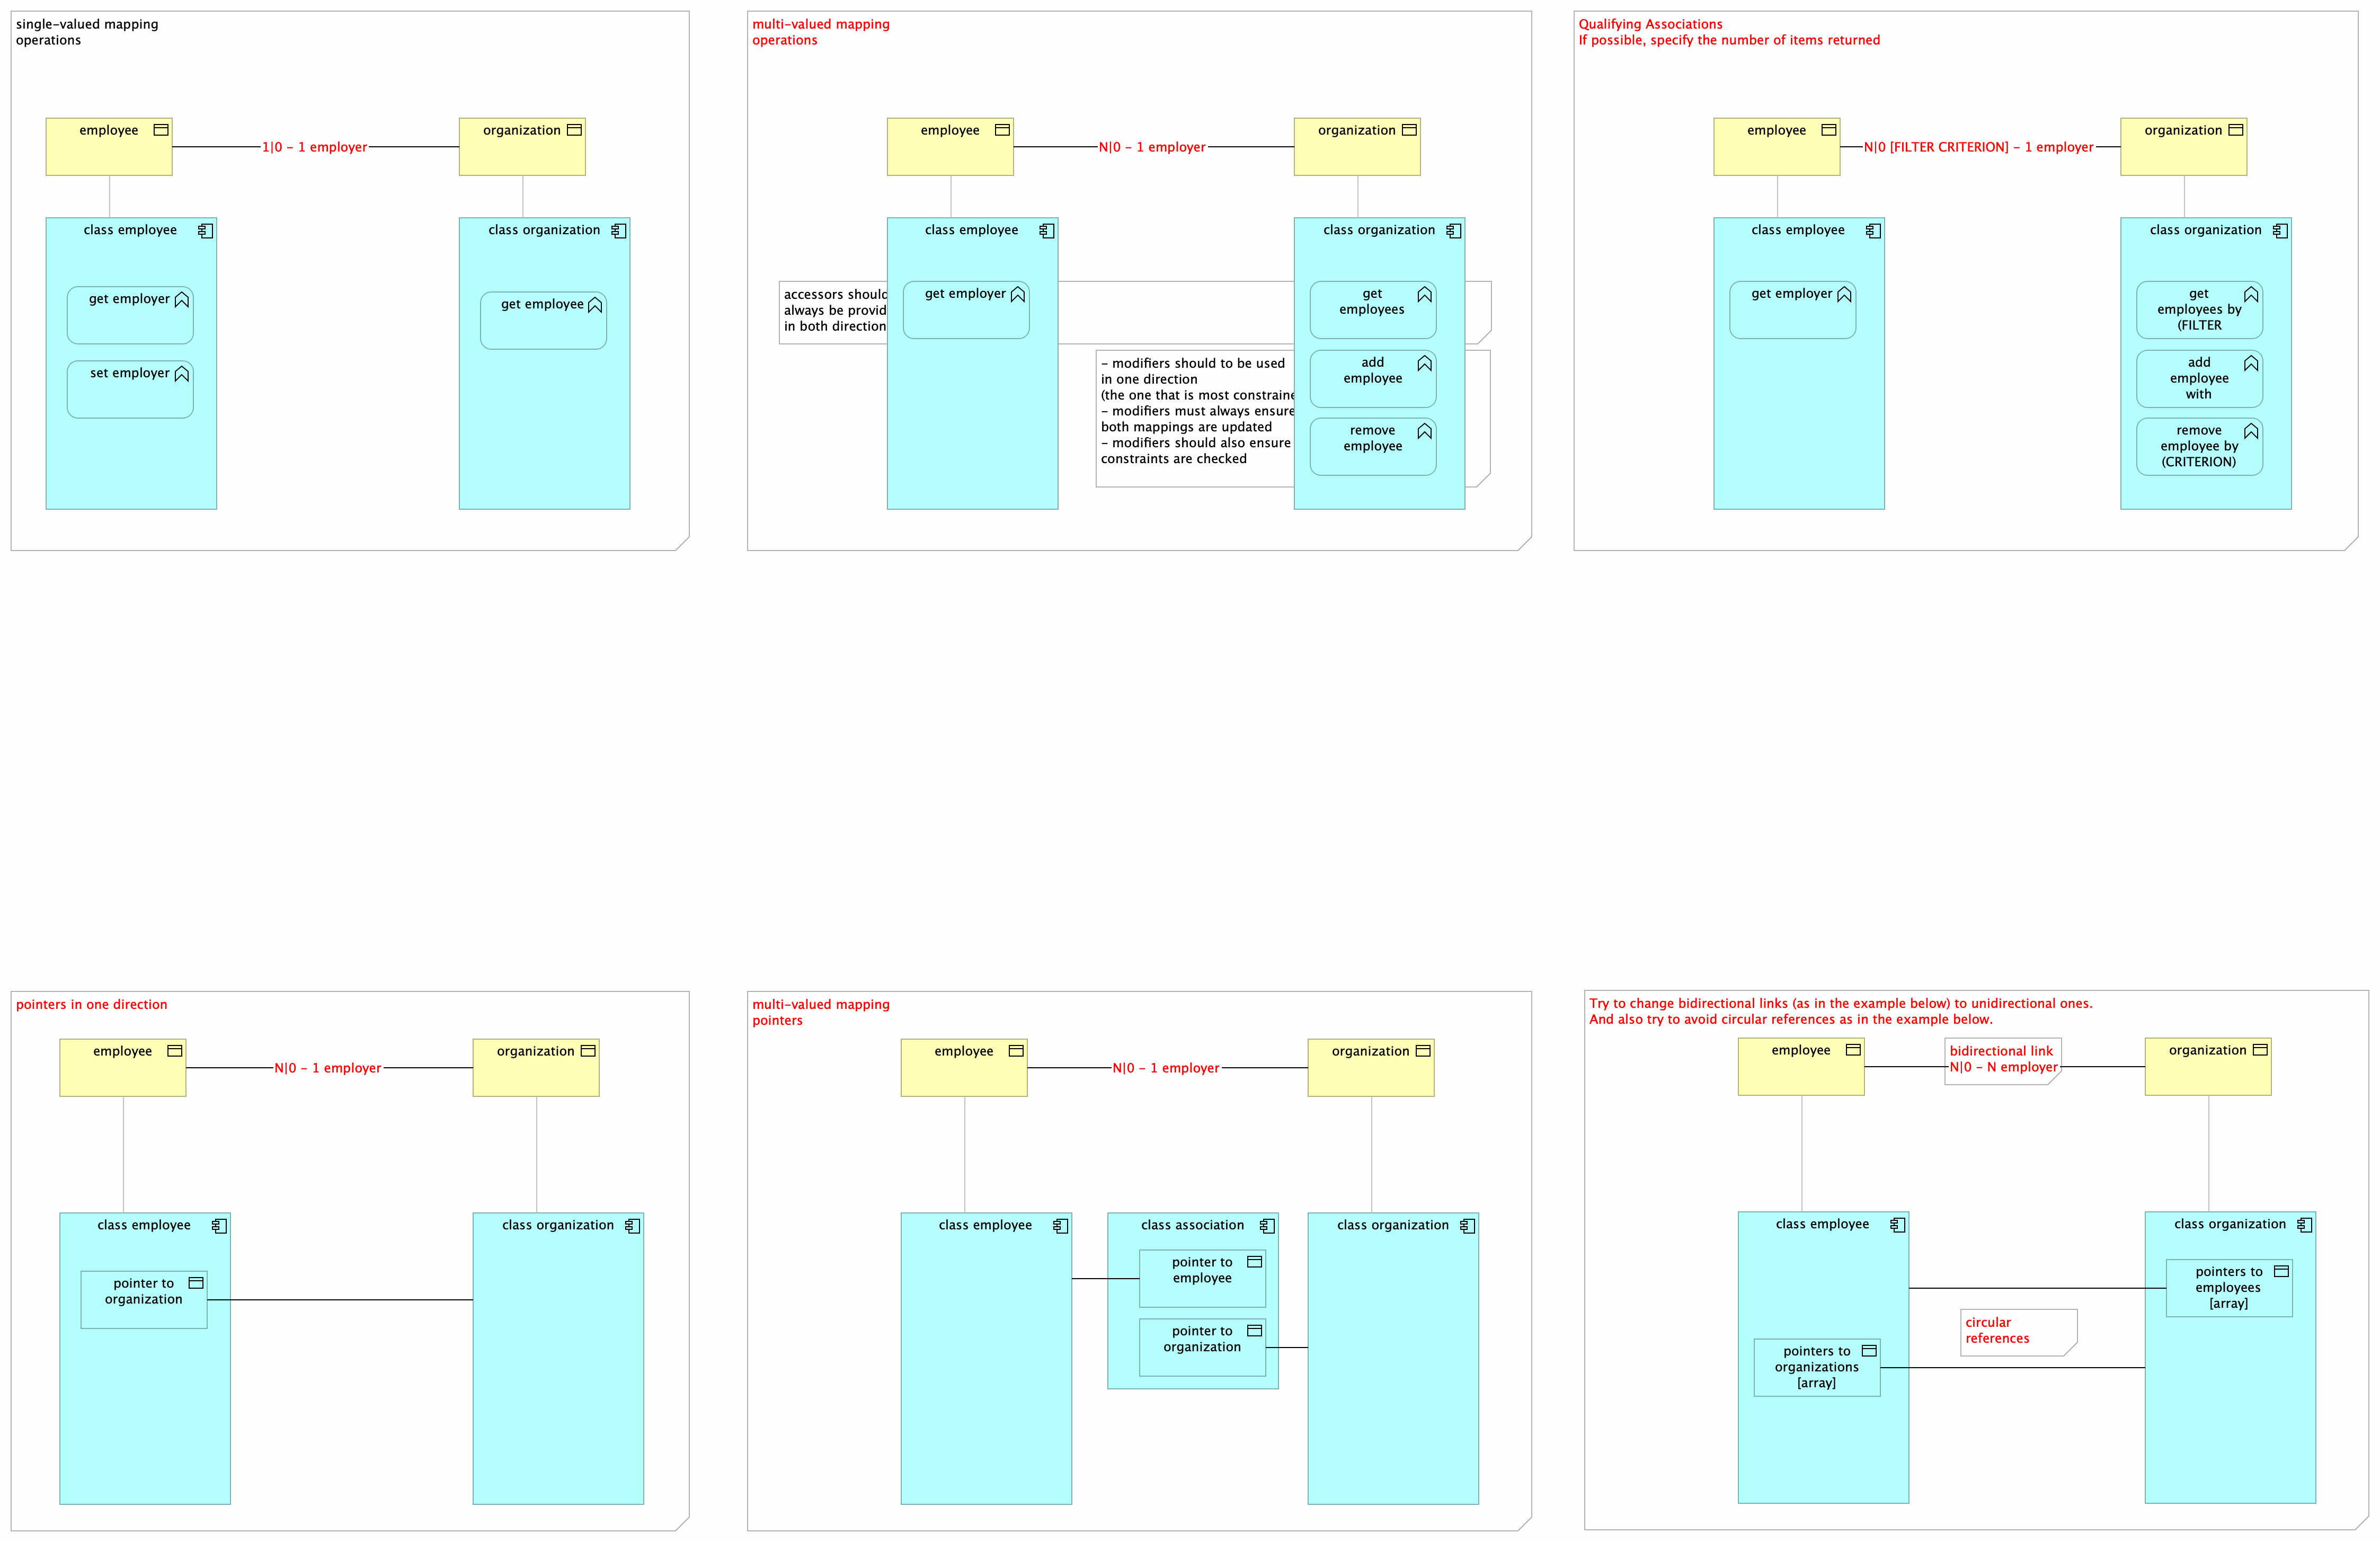 single-valued mapping
operations
employee
1|0 - 1 employer
organization
class employee
get employer
set employer
class organization
get employee
multi-valued mapping
operations
employee
N|0 - 1 employer
organization
accessors should
always be provid
in both direction
class employee
get employer
- modifiers should to be used
in one direction
(the one that is most constraine
- modifiers must always ensure
both mappings are updated
- modifiers should also ensure
constraints are checked
class organization
get
employees
add
employee
remove
employee
Qualifying Associations
If possible, specify the number of items returned
employee
N|0 [FILTER CRITERION] - 1 employer
organization
class employee
get employer
class organization
get
employees by
(FILTER
add
employee
with
remove
employee by
(CRITERION)
pointers in one direction
employee
N|0 - 1 employer
organization
class employee
pointer to
organization
class organization
multi-valued mapping
pointers
employee
N|0 - 1 employer
organization
class employee
class association
pointer to
employee
pointer to
organization
class organization
Try to change bidirectional links (as in the example below) to unidirectional ones.
And also try to avoid circular references as in the example below.
employee
bidirectional link
N|0 - N employer
organization
class employee
pointers to
organizations
[array]
circular
references
class organization
pointers to
employees
[array]